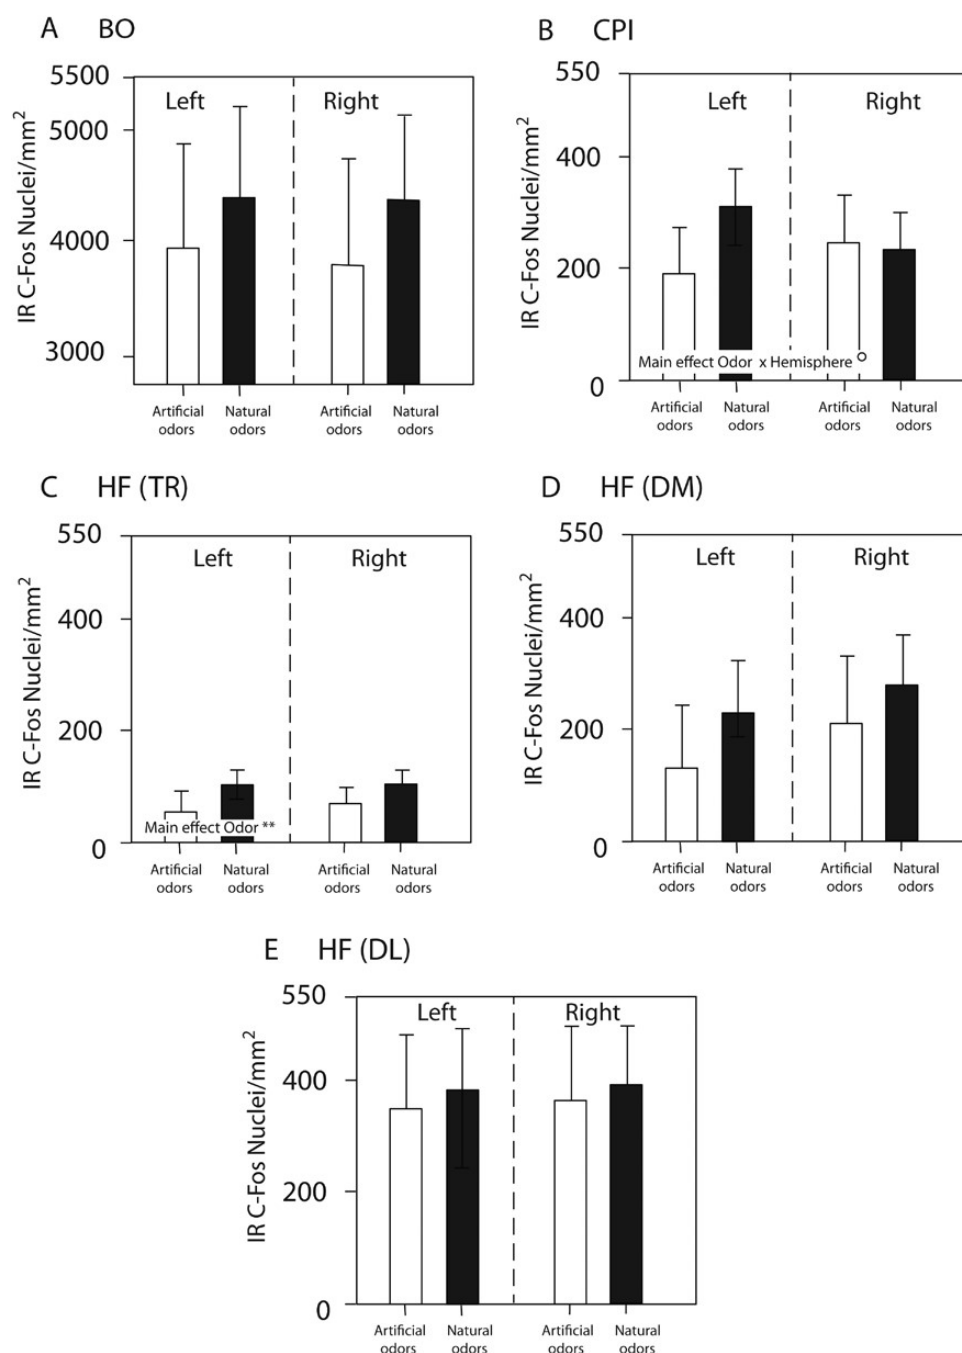 A BO
5500
5000
4000
3000
IR C-Fos Nuclei/mm²
Left
Right
Artificial odors
Natural odors
Artificial odors
Natural odors
B CPI
550
400
200
0
IR C-Fos Nuclei/mm²
Left
Right
Main effect Odor x Hemisphere °
Artificial odors
Natural odors
Artificial odors
Natural odors
C HF (TR)
550
400
200
0
IR C-Fos Nuclei/mm²
Left
Right
Main effect Odor **
Artificial odors
Natural odors
Artificial odors
Natural odors
D HF (DM)
550
400
200
0
IR C-Fos Nuclei/mm²
Left
Right
Artificial odors
Natural odors
Artificial odors
Natural odors
E HF (DL)
550
400
200
0
IR C-Fos Nuclei/mm²
Left
Right
Artificial odors
Natural odors
Artificial odors
Natural odors